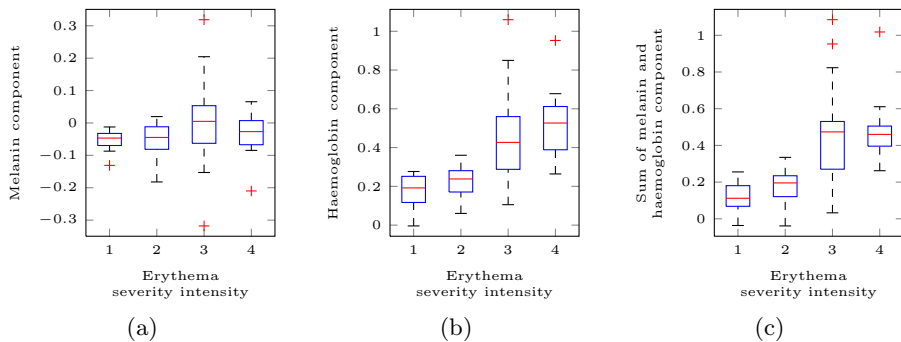 Melanin component
0.3
0.2
0.1
0
−0.1
−0.2
−0.3
1 2 3 4
Erythema
severity intensity
(a)
Haemoglobin component
1
0.8
0.6
0.4
0.2
0
1 2 3 4
Erythema
severity intensity
(b)
Sum of melanin and
haemoglobin component
1
0.8
0.6
0.4
0.2
0
1 2 3 4
Erythema
severity intensity
(c)